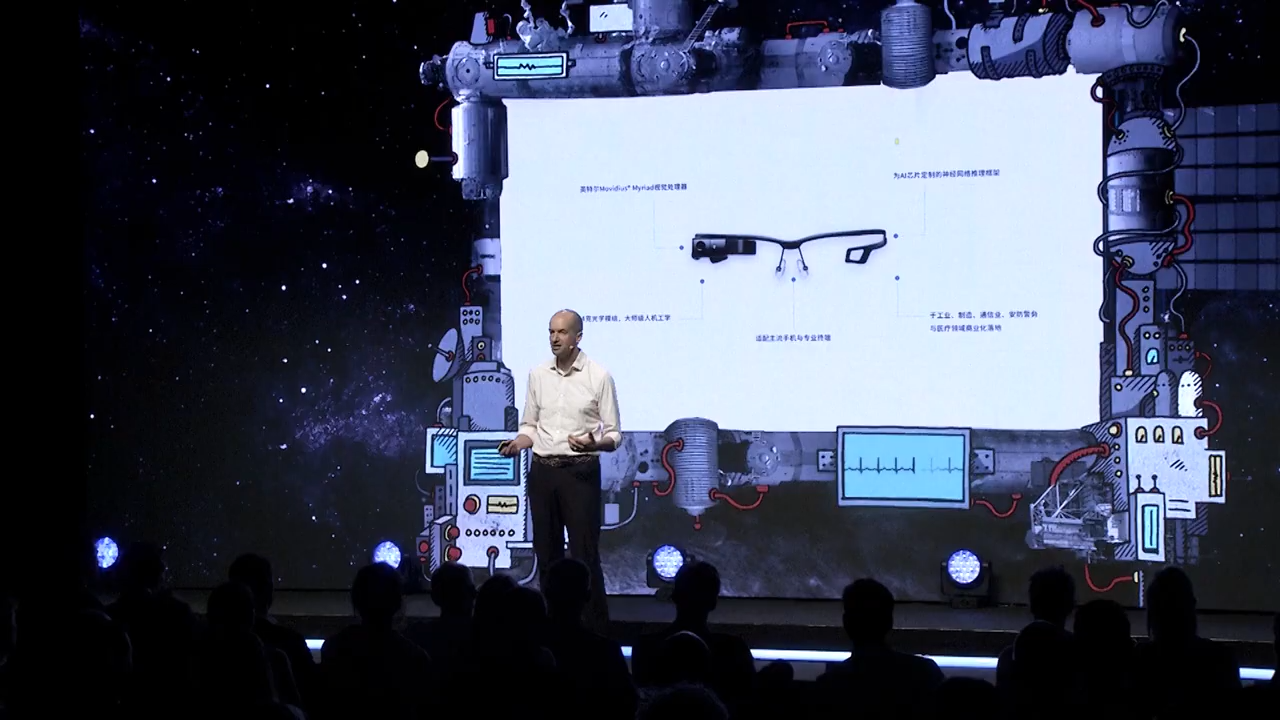 为AI芯片定制的神经网络推理框架
英特尔Movidius® Myriad视觉处理器
克光学模组、大师级人机工学
于工业、制造、通信业、安防警务
与医疗领域商业化落地
适配主流手机与专业终端